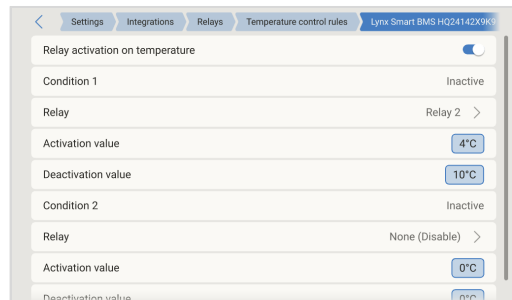 Settings Integrations Relays Temperature control rules Lynx Smart BMS HQ24142X9K9
Relay activation on temperature
Condition 1 Inactive
Relay Relay 2
Activation value 4°C
Deactivation value 10°C
Condition 2 Inactive
Relay None (Disable)
Activation value 0°C
Deactivation value 0°C